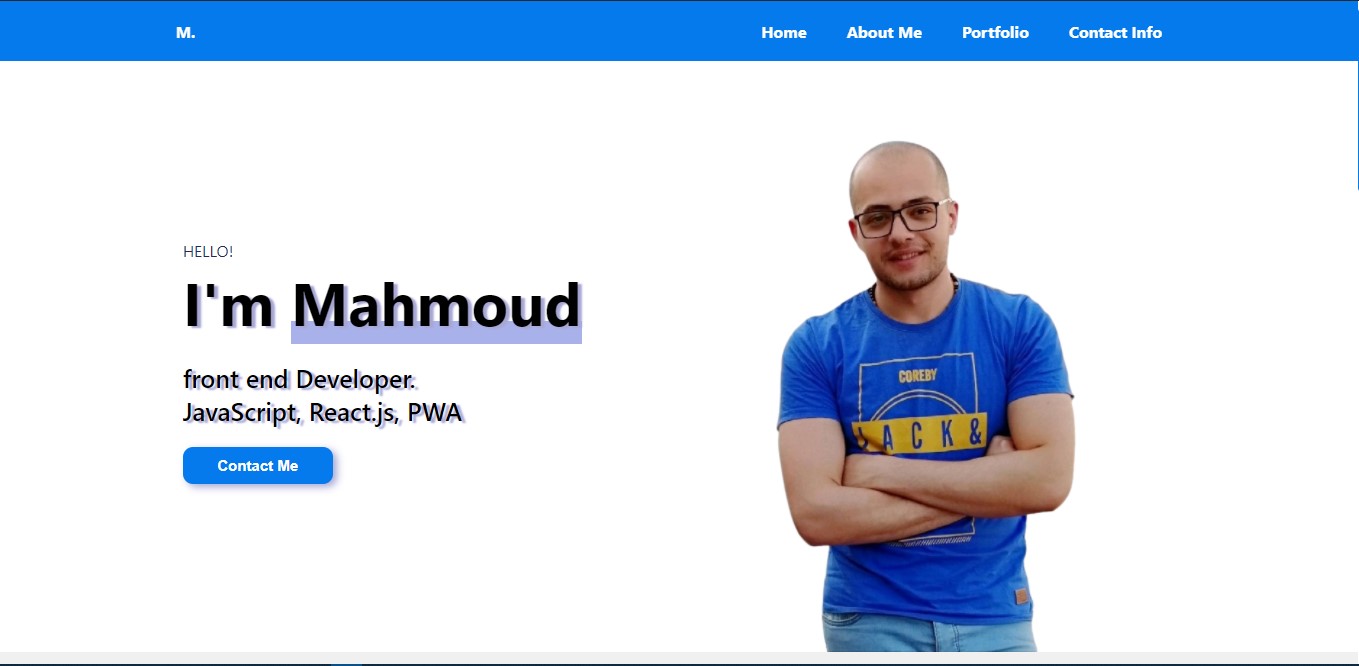 M.
Home About Me Portfolio Contact Info
HELLO!
I'm Mahmoud
front end Developer.
JavaScript, React.js, PWA
Contact Me
COREBY
JACK &